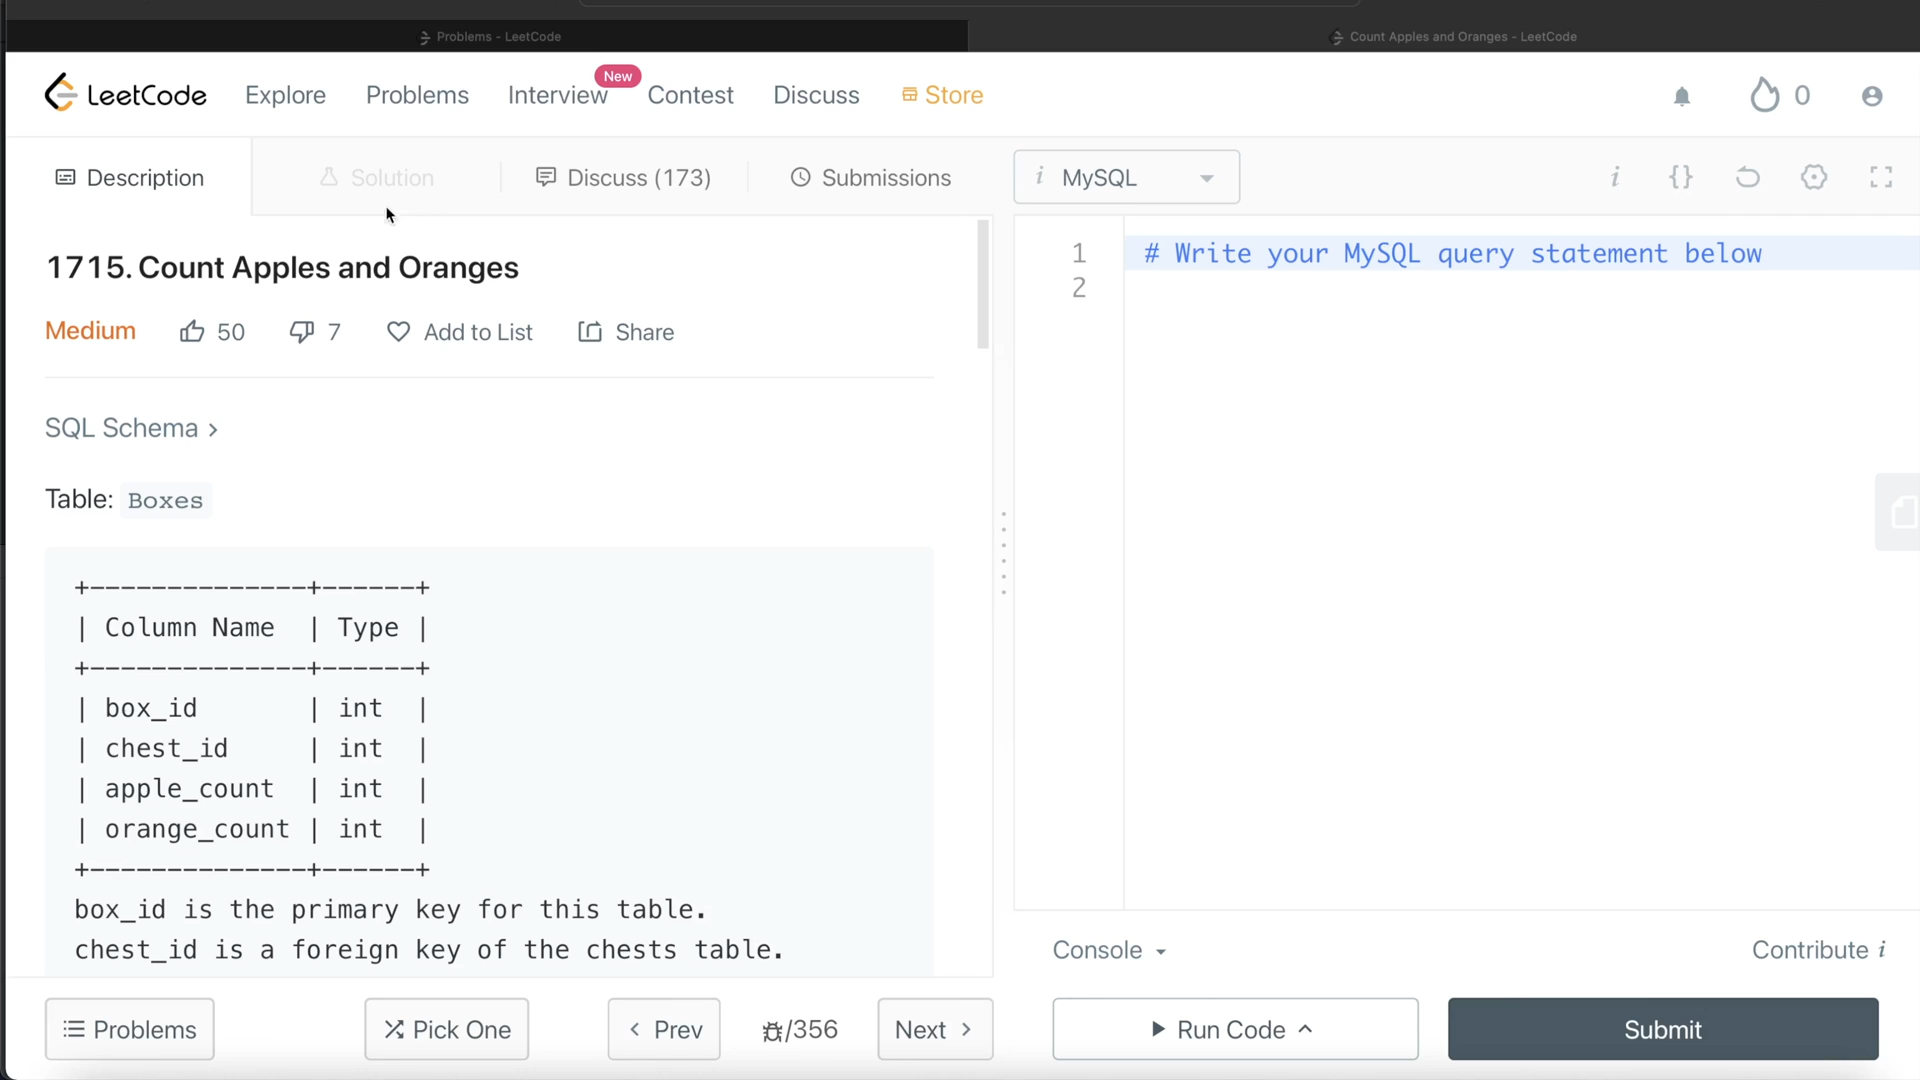 Problems - LeetCode
Count Apples and Oranges - LeetCode
LeetCode
Explore
Problems
Interview
New
Contest
Discuss
Store
0
Description
Solution
Discuss (173)
Submissions
i MySQL
i
{}
1715. Count Apples and Oranges
Medium
50
7
Add to List
Share
SQL Schema >
Table: Boxes
+--------------+------+
| Column Name  | Type |
+--------------+------+
| box_id       | int  |
| chest_id     | int  |
| apple_count  | int  |
| orange_count | int  |
+--------------+------+
box_id is the primary key for this table.
chest_id is a foreign key of the chests table.
1 # Write your MySQL query statement below
2
Console
Contribute i
Problems
Pick One
< Prev
/356
Next >
Run Code
Submit